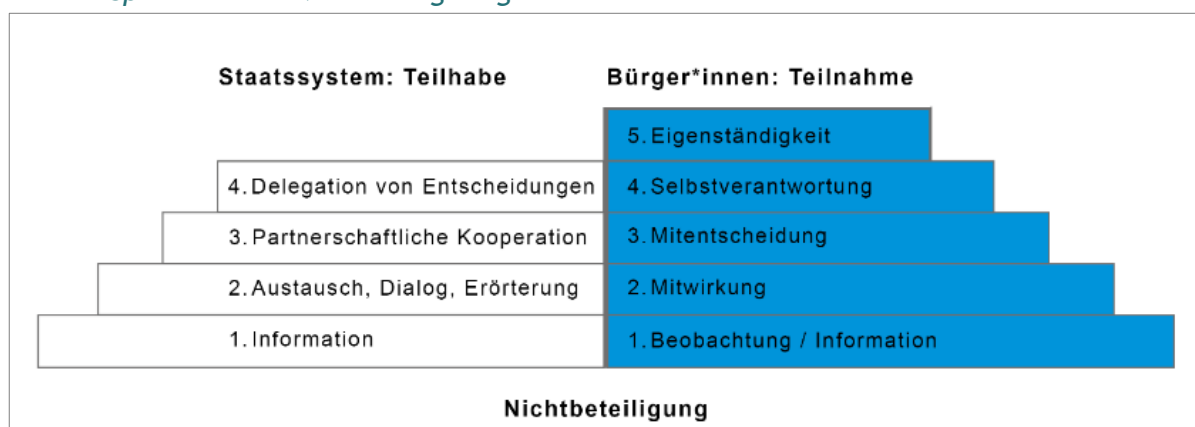 Staatssystem: Teilhabe
Bürger*innen: Teilnahme
5. Eigenständigkeit
4. Delegation von Entscheidungen
4. Selbstverantwortung
3. Partnerschaftliche Kooperation
3. Mitentscheidung
2. Austausch, Dialog, Erörterung
2. Mitwirkung
1. Information
1. Beobachtung / Information
Nichtbeteiligung